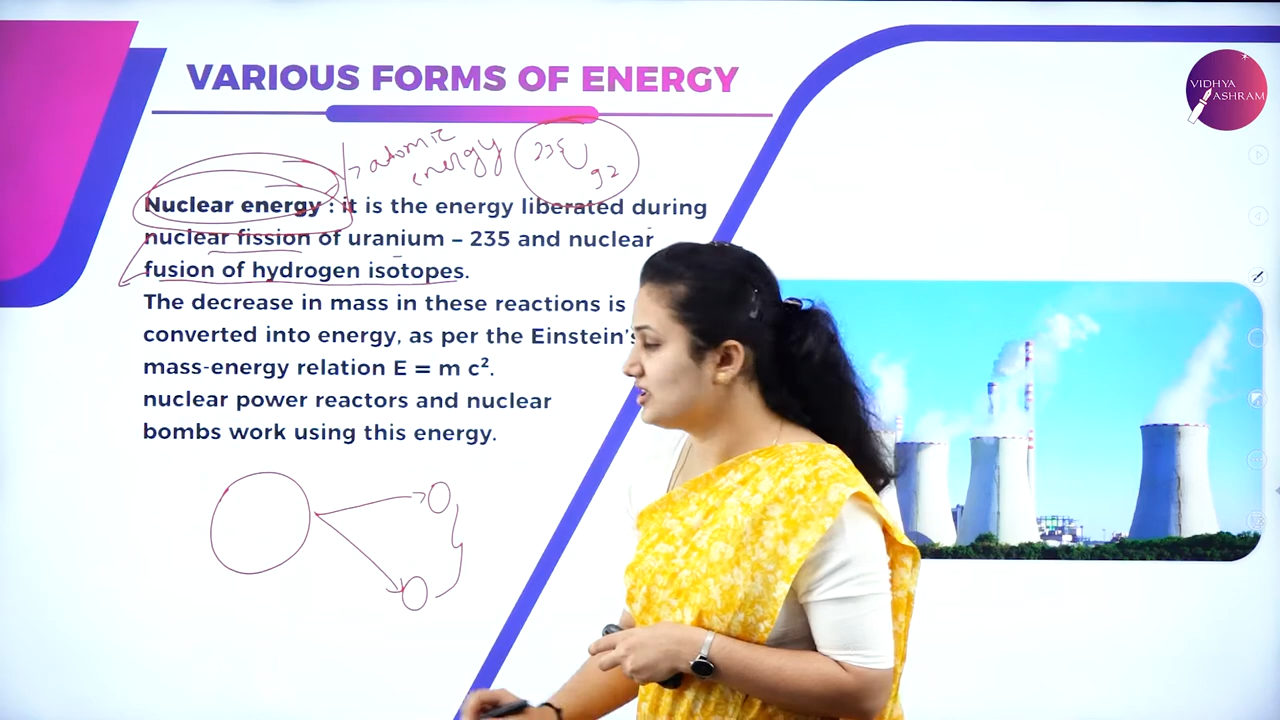 VARIOUS FORMS OF ENERGY
VIDHYA
ASHRAM
atomic
energy
235U92
Nuclear energy : it is the energy liberated during
nuclear fission of uranium – 235 and nuclear
fusion of hydrogen isotopes.
The decrease in mass in these reactions is
converted into energy, as per the Einstein's
mass-energy relation E = m c².
nuclear power reactors and nuclear
bombs work using this energy.